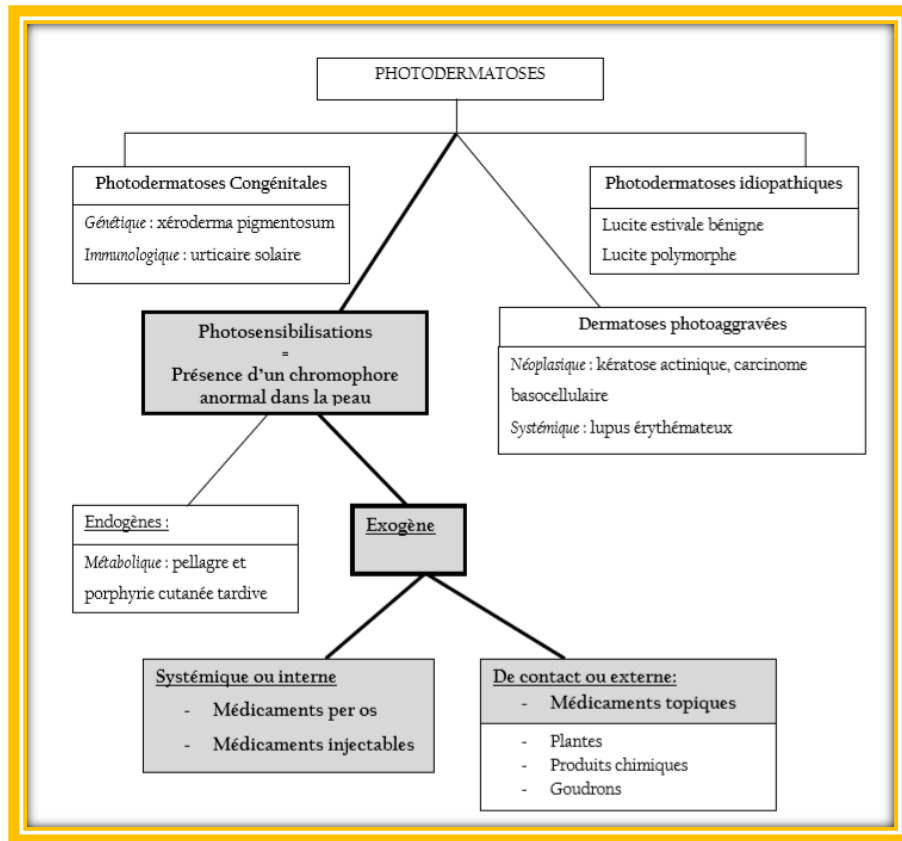 PHOTODERMATOSES
Photodermatoses Congénitales
Génétique : xéroderma pigmentosum
Immunologique : urticaire solaire
Photodermatoses idiopathiques
Lucite estivale bénigne
Lucite polymorphe
Photosensibilisations
=
Présence d'un chromophore
anormal dans la peau
Dermatoses photoaggravées
Néoplasique : kératose actinique, carcinome
basocellulaire
Systémique : lupus érythémateux
Endogènes :
Métabolique : pellagre et
porphyrie cutanée tardive
Exogène
Systémique ou interne
- Médicaments per os
- Médicaments injectables
De contact ou externe:
- Médicaments topiques
- Plantes
- Produits chimiques
- Goudrons